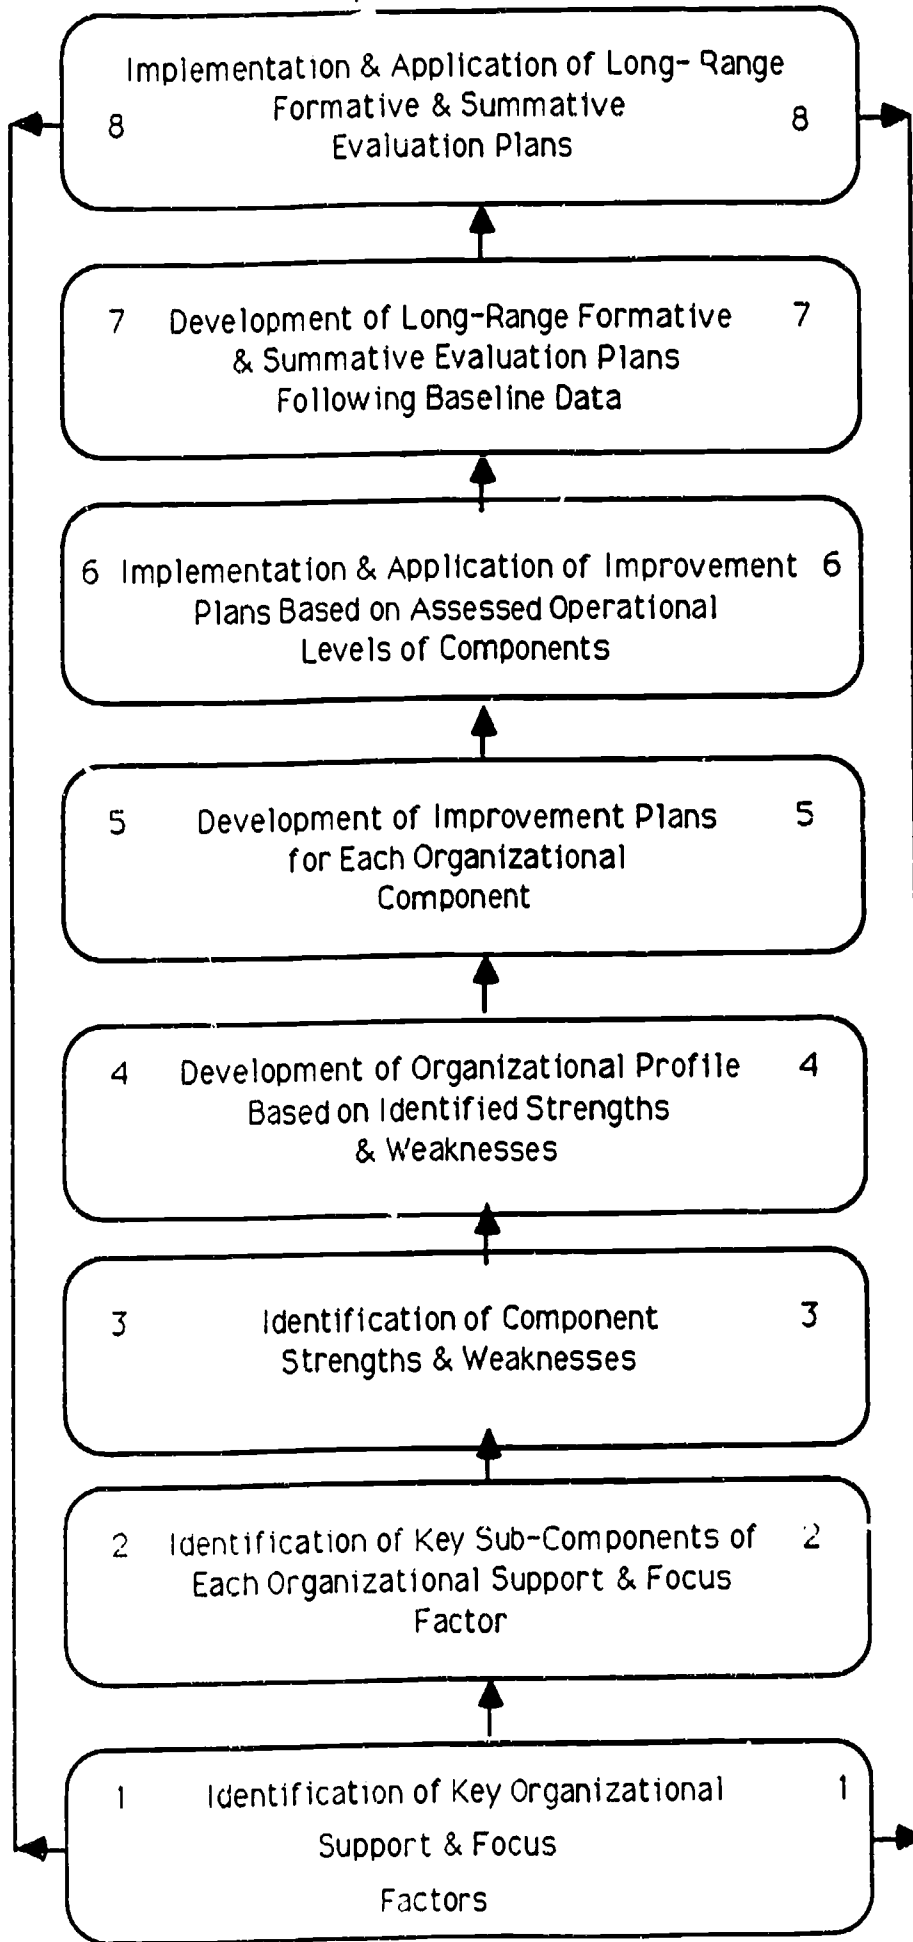 Implementation & Application of Long-Range
Formative & Summative
8 8
Evaluation Plans
7 Development of Long-Range Formative 7
& Summative Evaluation Plans
Following Baseline Data
6 Implementation & Application of Improvement 6
Plans Based on Assessed Operational
Levels of Components
5 Development of Improvement Plans 5
for Each Organizational
Component
4 Development of Organizational Profile 4
Based on Identified Strengths
& Weaknesses
3 Identification of Component 3
Strengths & Weaknesses
2 Identification of Key Sub-Components of 2
Each Organizational Support & Focus
Factor
1 Identification of Key Organizational 1
Support & Focus
Factors